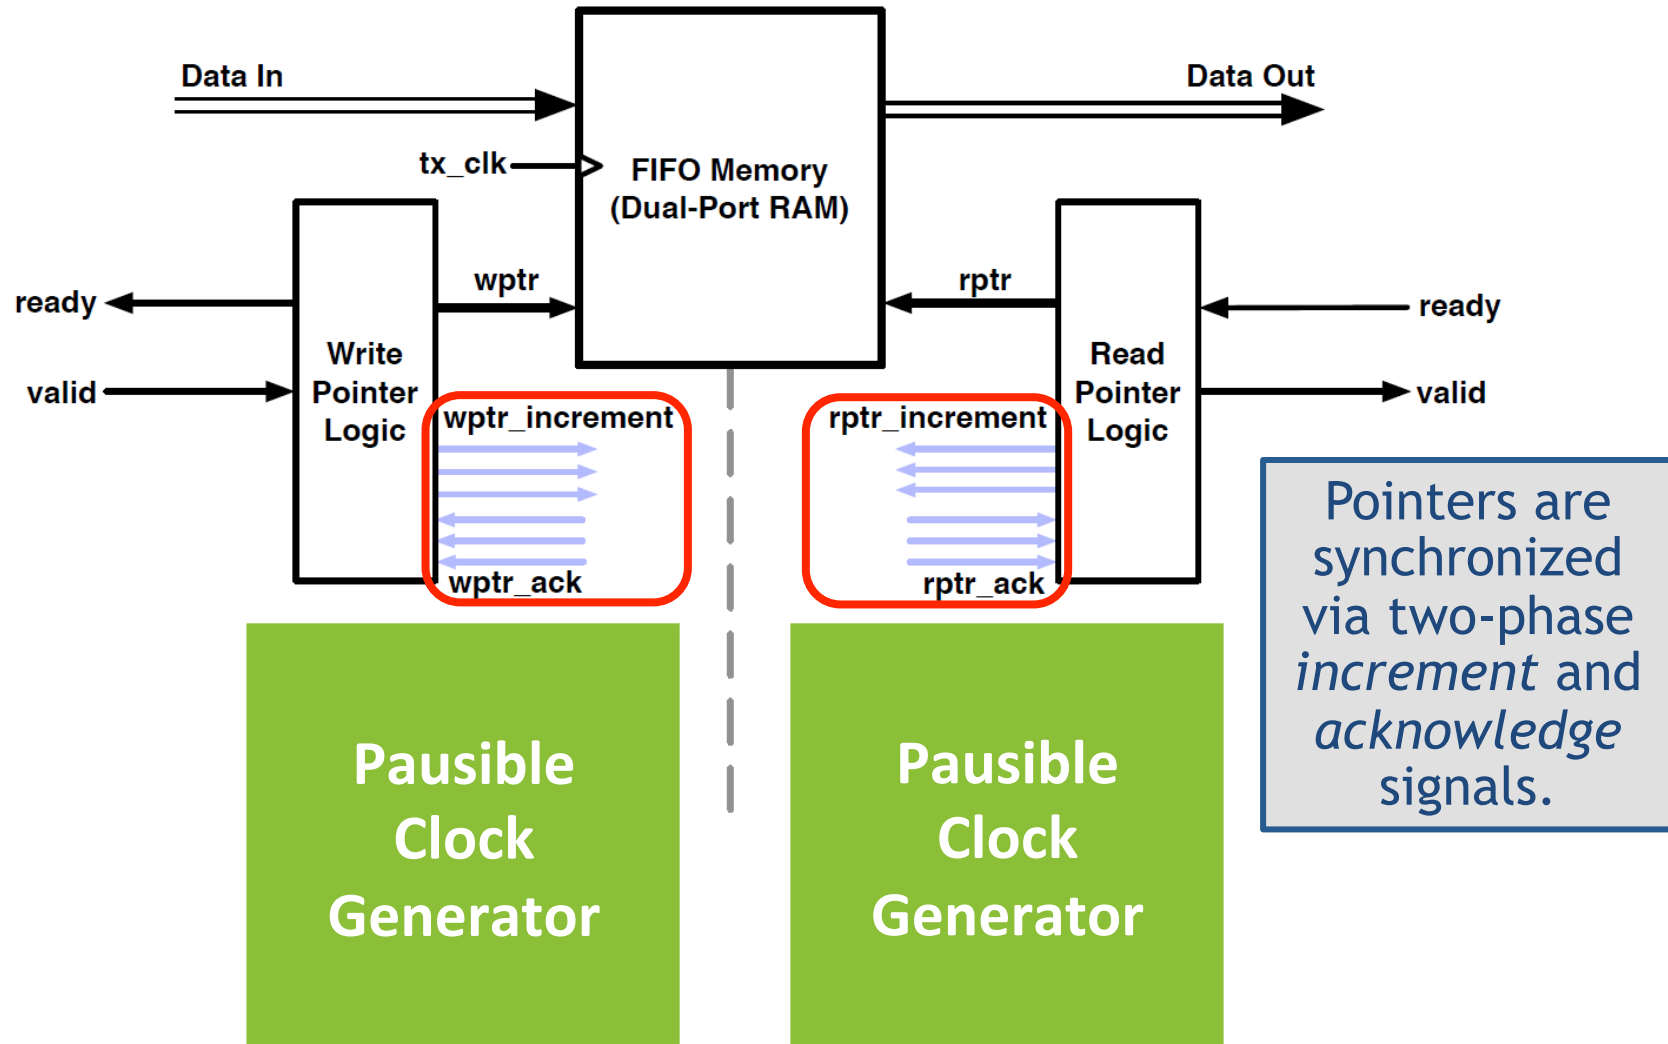 Data In
Data Out
tx_clk
FIFO Memory
(Dual-Port RAM)
wptr
rptr
ready
ready
Write
Pointer
Logic
Read
Pointer
Logic
valid
valid
wptr_increment
rptr_increment
wptr_ack
rptr_ack
Pointers are
synchronized
via two-phase
increment and
acknowledge
signals.
Pausible
Clock
Generator
Pausible
Clock
Generator